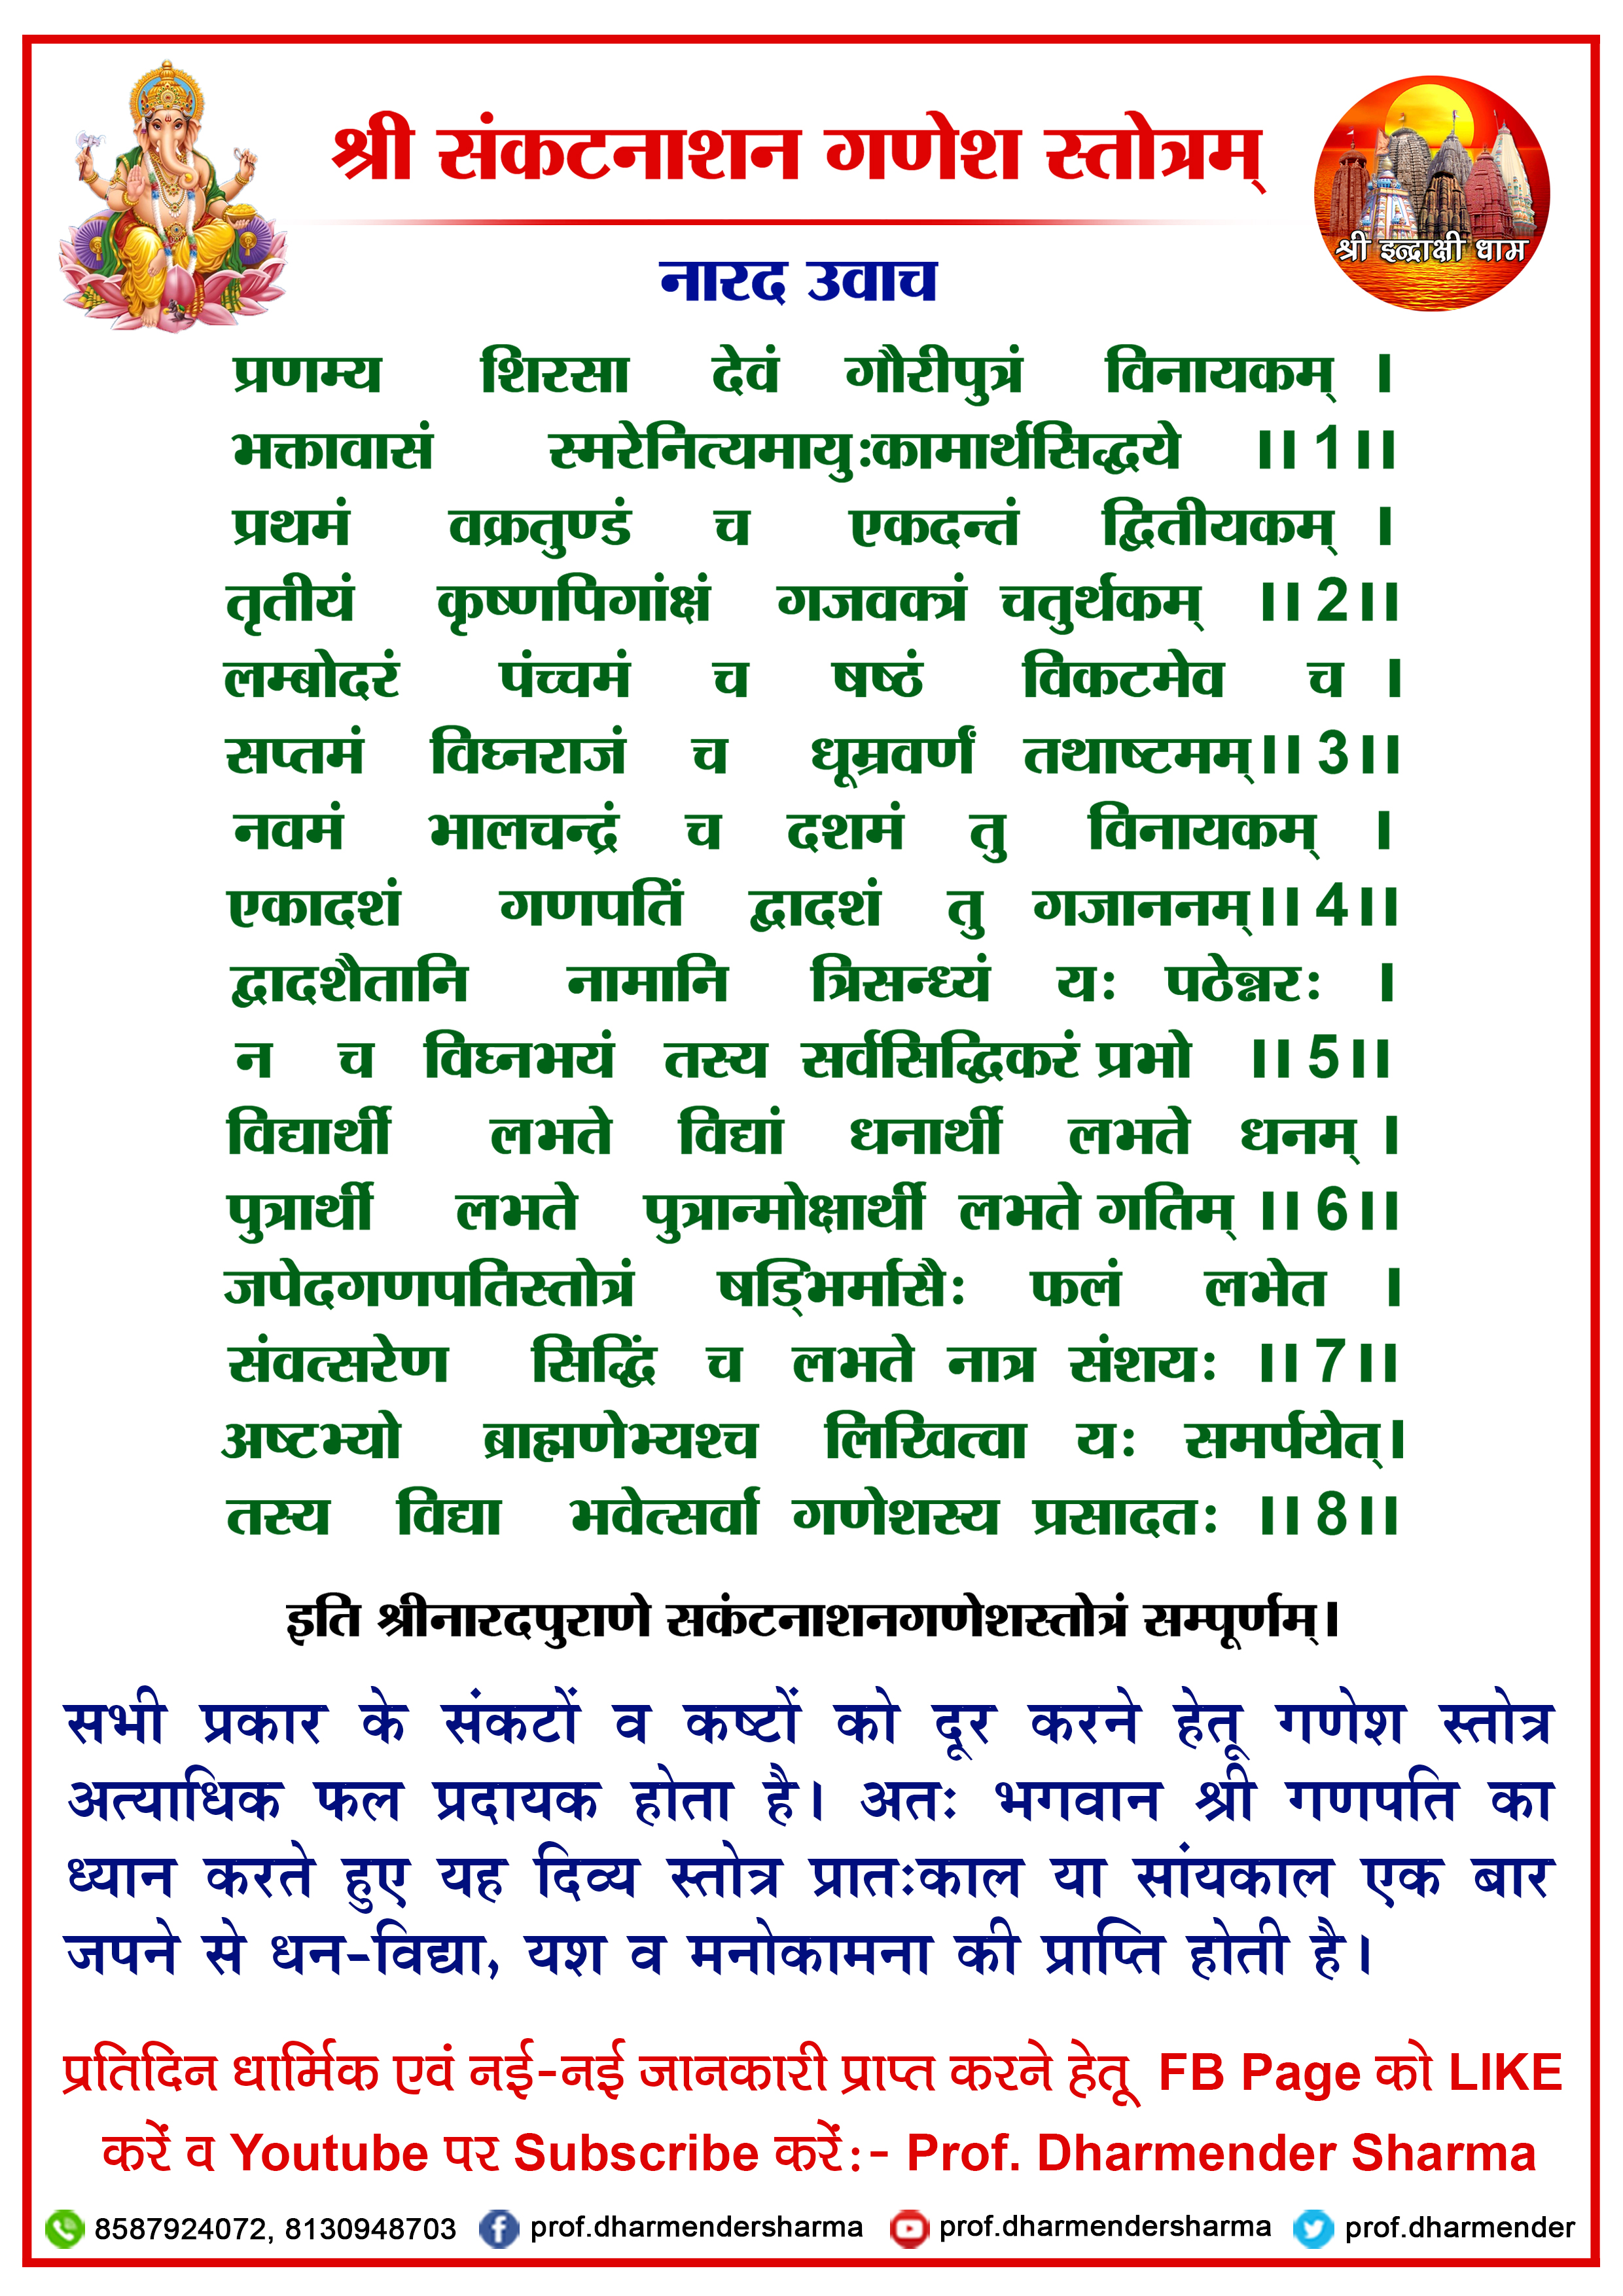 श्री संकटनाशन गणेश स्तोत्रम्
श्री इन्द्राक्षी धाम
नारद उवाच
प्रणम्य शिरसा देवं गौरीपुत्रं विनायकम् ।
भक्तावासं स्मरेनित्यमायुःकामार्थसिद्धये ।। 1 ।।
प्रथमं वक्रतुण्डं च एकदन्तं द्वितीयकम् ।
तृतीयं कृष्णपिगांक्षं गजवक्त्रं चतुर्थकम् ।। 2 ।।
लम्बोदरं पंच्चमं च षष्ठं विकटमेव च ।
सप्तमं विघ्नराजं च धूम्रवर्णं तथाष्टमम् ।। 3 ।।
नवमं भालचन्द्रं च दशमं तु विनायकम् ।
एकादशं गणपतिं द्वादशं तु गजाननम् ।। 4 ।।
द्वादशैतानि नामानि त्रिसन्ध्यं यः पठेन्नरः ।
न च विघ्नभयं तस्य सर्वसिद्धिकरं प्रभो ।। 5 ।।
विद्यार्थी लभते विद्यां धनार्थी लभते धनम् ।
पुत्रार्थी लभते पुत्रान्मोक्षार्थी लभते गतिम् ।। 6 ।।
जपेदगणपतिस्तोत्रं षड्भिर्मासैः फलं लभेत ।
संवत्सरेण सिद्धिं च लभते नात्र संशयः ।। 7 ।।
अष्टभ्यो ब्राह्मणेभ्यश्च लिखित्वा यः समर्पयेत् ।
तस्य विद्या भवेत्सर्वा गणेशस्य प्रसादतः ।। 8 ।।
इति श्रीनारदपुराणे सकंटनाशनगणेशस्तोत्रं सम्पूर्णम् ।
सभी प्रकार के संकटों व कष्टों को दूर करने हेतू गणेश स्तोत्र
अत्याधिक फल प्रदायक होता है। अतः भगवान श्री गणपति का
ध्यान करते हुए यह दिव्य स्तोत्र प्रातःकाल या सांयकाल एक बार
जपने से धन-विद्या, यश व मनोकामना की प्राप्ति होती है।
प्रतिदिन धार्मिक एवं नई-नई जानकारी प्राप्त करने हेतू FB Page को LIKE
करें व Youtube पर Subscribe करें:- Prof. Dharmender Sharma
8587924072, 8130948703 prof.dharmendersharma prof.dharmendersharma prof.dharmender